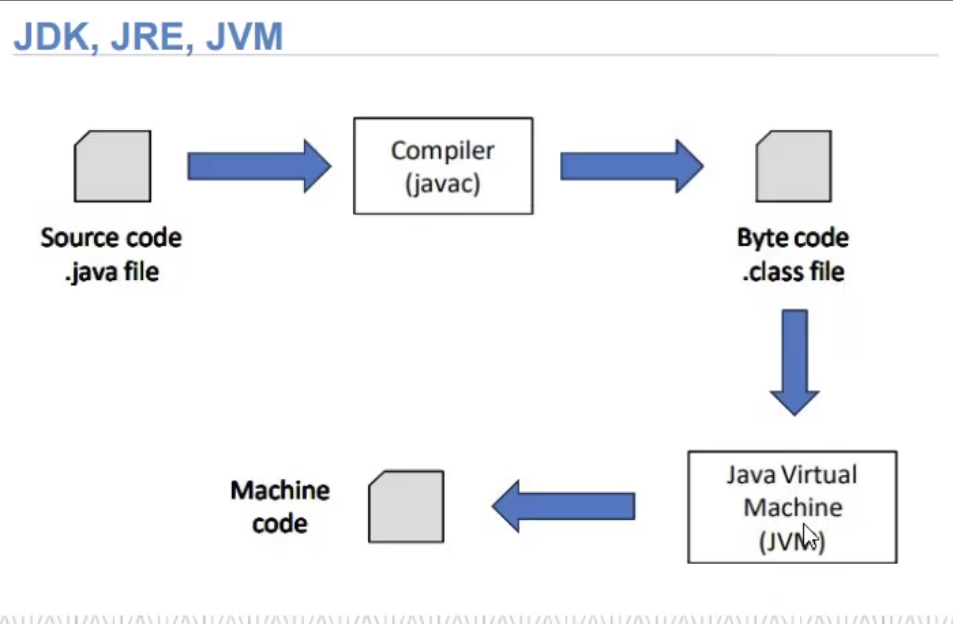 JDK, JRE, JVM
Compiler
(javac)
Source code
.java file
Byte code
.class file
Java Virtual
Machine
(JVM)
Machine
code